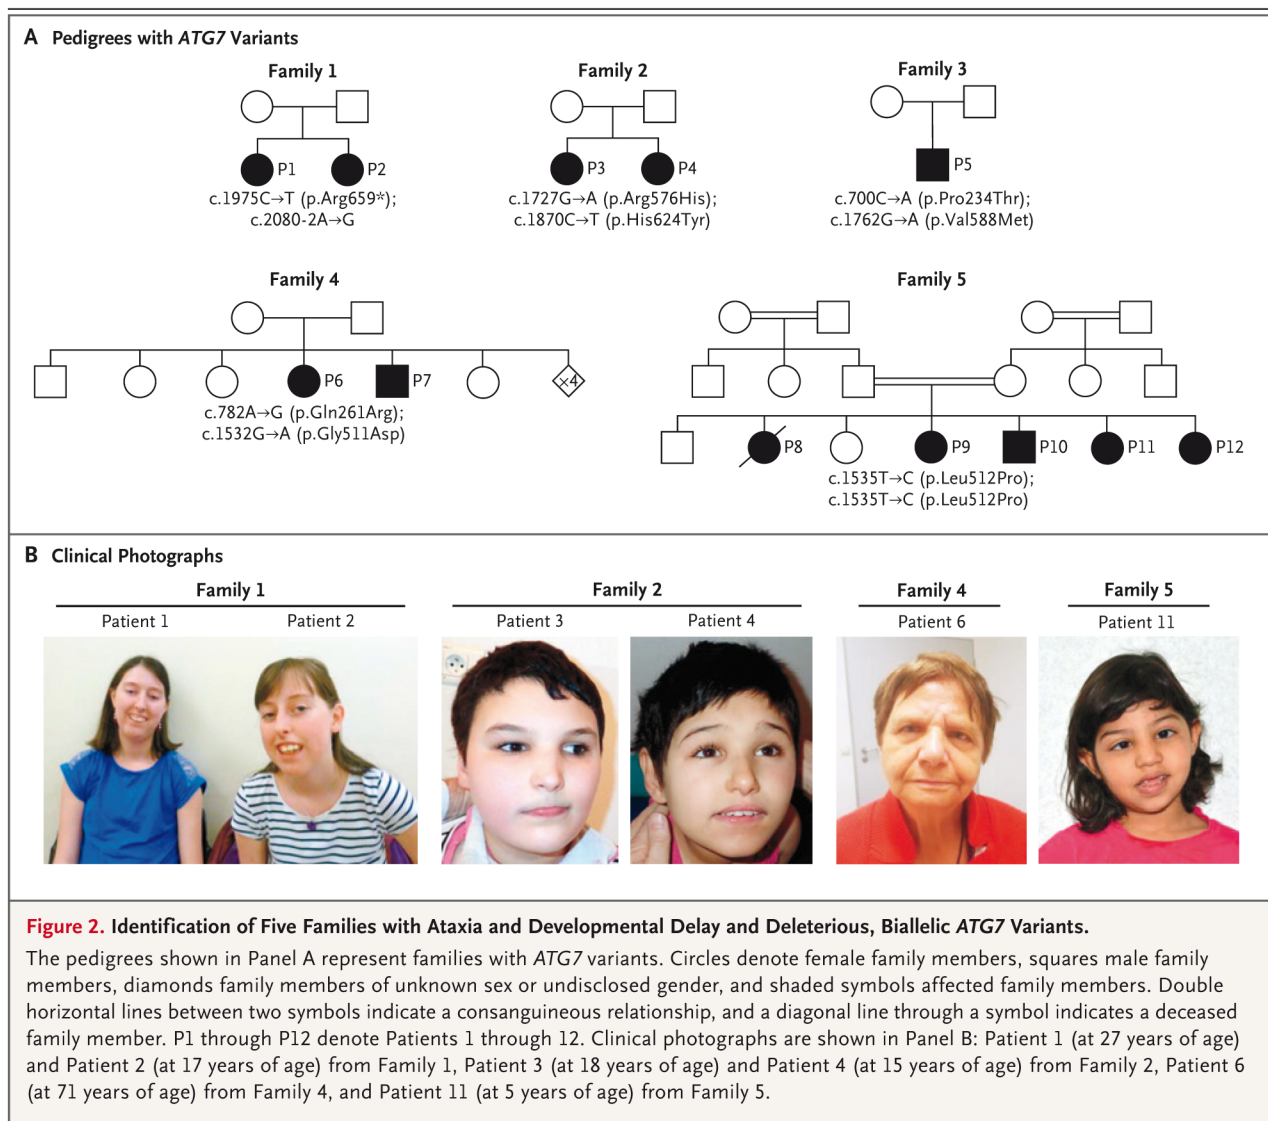 A Pedigrees with ATG7 Variants
Family 1
Family 2
Family 3
P1
P2
P3
P4
P5
c.1975C→T (p.Arg659*);
c.2080-2A→G
c.1727G→A (p.Arg576His);
c.1870C→T (p.His624Tyr)
c.700C→A (p.Pro234Thr);
c.1762G→A (p.Val588Met)
Family 4
Family 5
P6
P7
×4
c.782A→G (p.Gln261Arg);
c.1532G→A (p.Gly511Asp)
P8
P9
P10
P11
P12
c.1535T→C (p.Leu512Pro);
c.1535T→C (p.Leu512Pro)
B Clinical Photographs
Family 1
Family 2
Family 4
Family 5
Patient 1
Patient 2
Patient 3
Patient 4
Patient 6
Patient 11
Figure 2. Identification of Five Families with Ataxia and Developmental Delay and Deleterious, Biallelic ATG7 Variants.
The pedigrees shown in Panel A represent families with ATG7 variants. Circles denote female family members, squares male family
members, diamonds family members of unknown sex or undisclosed gender, and shaded symbols affected family members. Double
horizontal lines between two symbols indicate a consanguineous relationship, and a diagonal line through a symbol indicates a deceased
family member. P1 through P12 denote Patients 1 through 12. Clinical photographs are shown in Panel B: Patient 1 (at 27 years of age)
and Patient 2 (at 17 years of age) from Family 1, Patient 3 (at 18 years of age) and Patient 4 (at 15 years of age) from Family 2, Patient 6
(at 71 years of age) from Family 4, and Patient 11 (at 5 years of age) from Family 5.